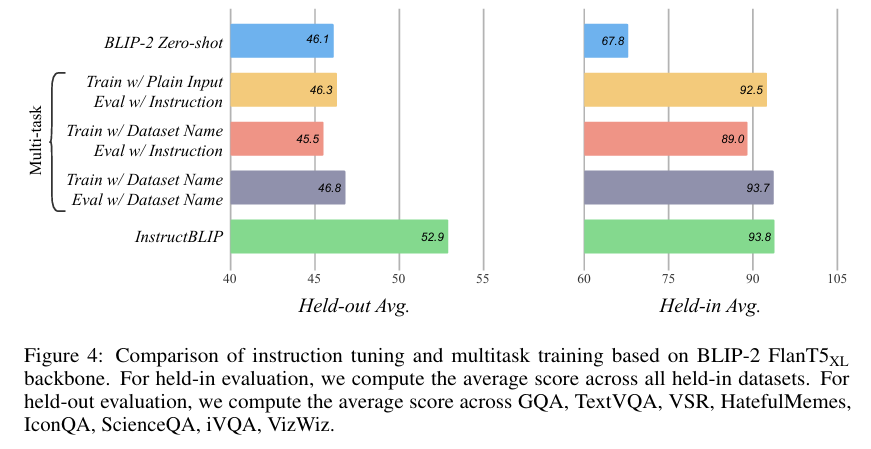 BLIP-2 Zero-shot
46.1
67.8
Multi-task
Train w/ Plain Input
Eval w/ Instruction
46.3
92.5
Train w/ Dataset Name
Eval w/ Instruction
45.5
89.0
Train w/ Dataset Name
Eval w/ Dataset Name
46.8
93.7
InstructBLIP
52.9
93.8
40 45 50 55
60 75 90 105
Held-out Avg.
Held-in Avg.
Figure 4: Comparison of instruction tuning and multitask training based on BLIP-2 FlanT5XL
backbone. For held-in evaluation, we compute the average score across all held-in datasets. For
held-out evaluation, we compute the average score across GQA, TextVQA, VSR, HatefulMemes,
IconQA, ScienceQA, iVQA, VizWiz.